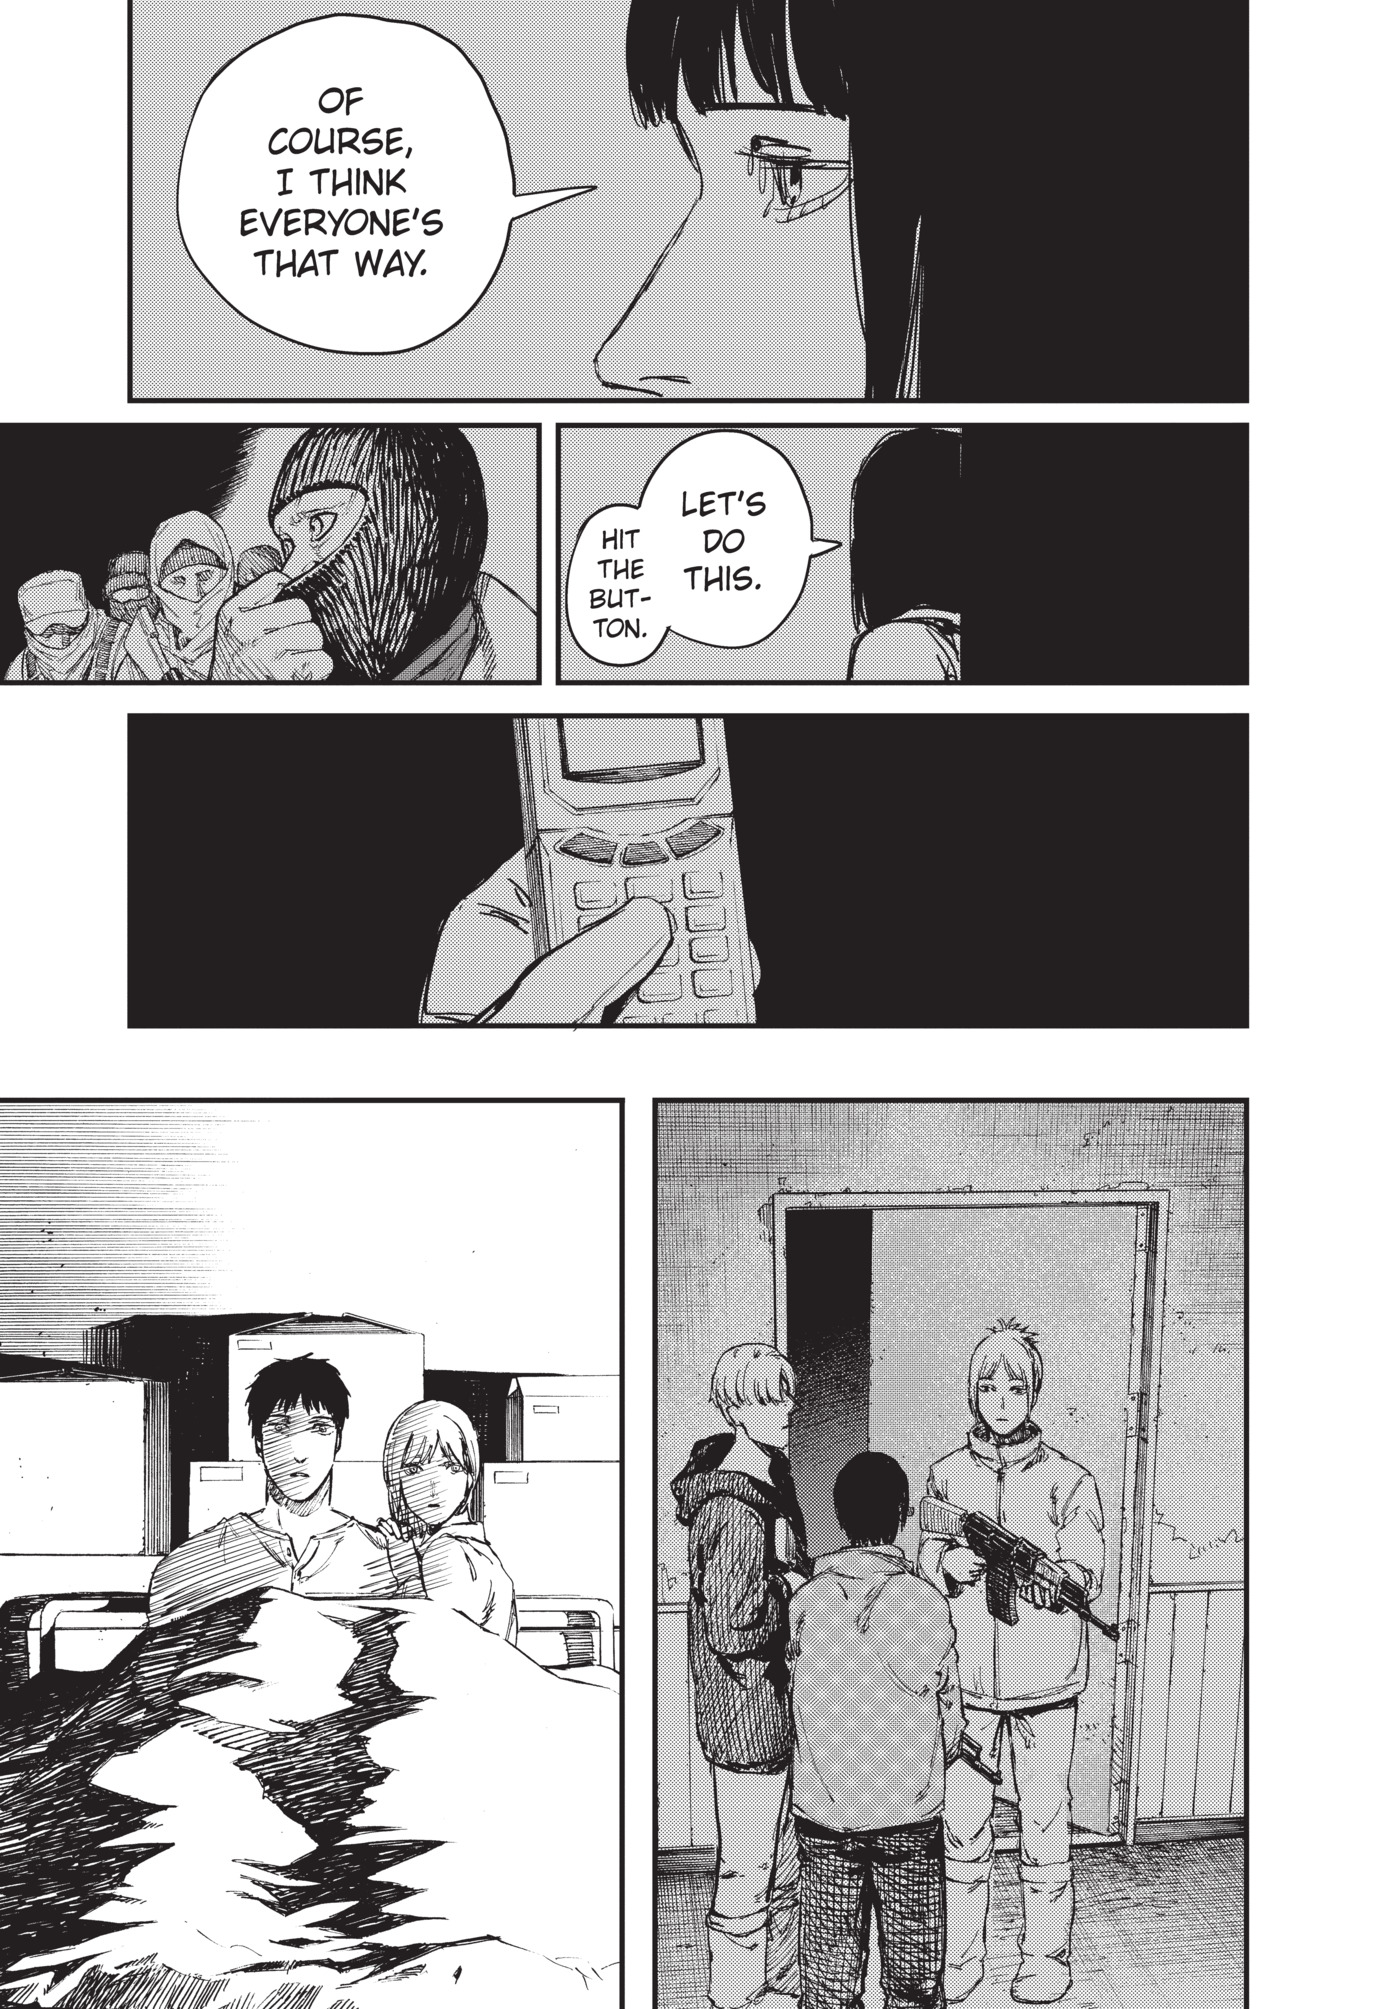 OF
COURSE,
I THINK
EVERYONE'S
THAT WAY.
LET'S
DO
THIS.
HIT
THE
BUT-
TON.